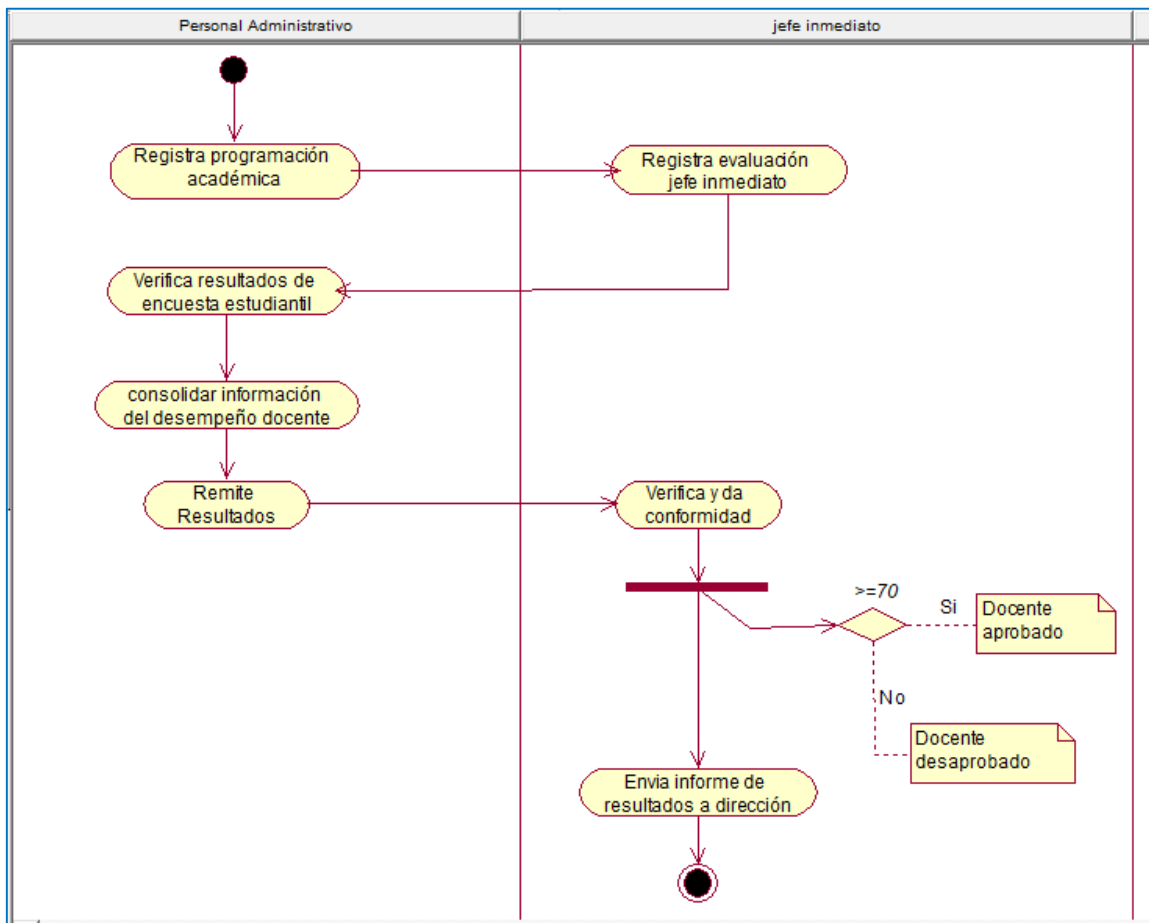 Personal Administrativo
jefe inmediato
Registra programación
académica
Registra evaluación
jefe inmediato
Verifica resultados de
encuesta estudiantil
consolidar información
del desempeño docente
Remite
Resultados
Verifica y da
conformidad
>=70
Si
Docente
aprobado
No
Docente
desaprobado
Envia informe de
resultados a dirección